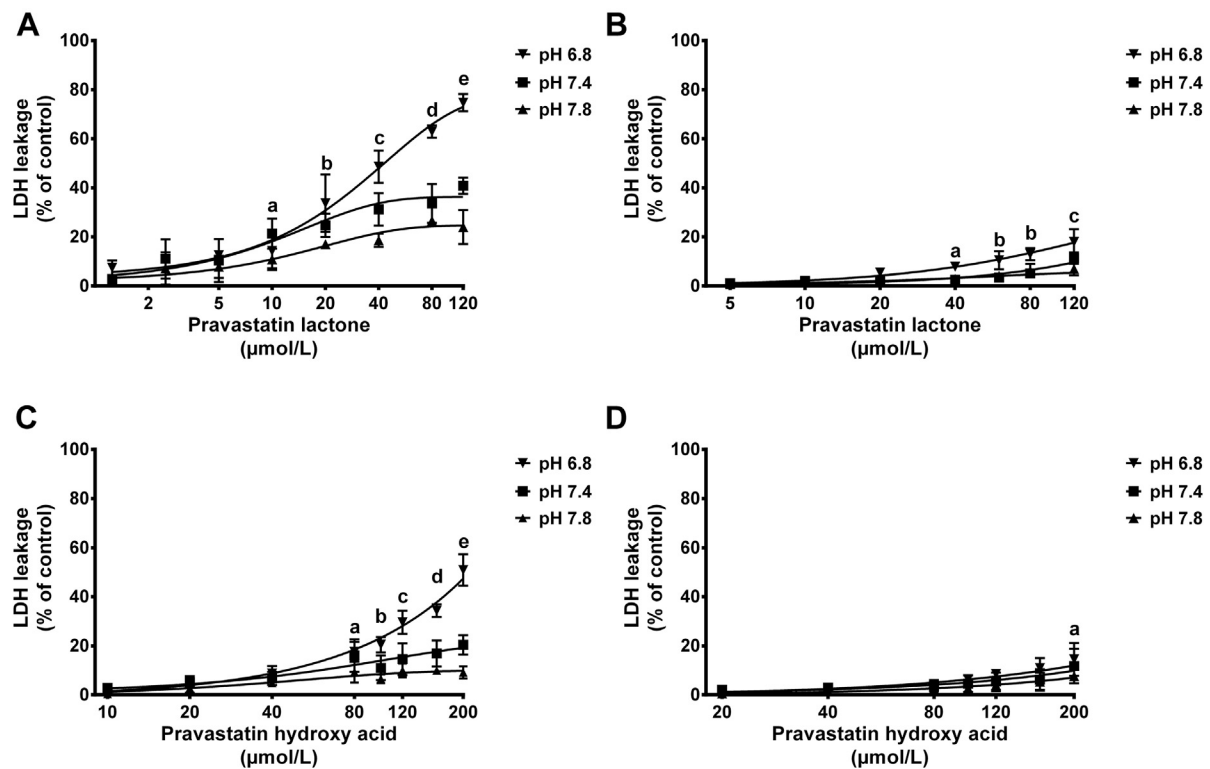 A
100
80
60
40
20
0
LDH leakage
(% of control)
a
b
c
d
e
pH 6.8
pH 7.4
pH 7.8
2 5 10 20 40 80 120
Pravastatin lactone
(µmol/L)
B
100
80
60
40
20
0
LDH leakage
(% of control)
a
b
b
c
pH 6.8
pH 7.4
pH 7.8
5 10 20 40 80 120
Pravastatin lactone
(µmol/L)
C
100
80
60
40
20
0
LDH leakage
(% of control)
a
b
c
d
e
pH 6.8
pH 7.4
pH 7.8
10 20 40 80 120 200
Pravastatin hydroxy acid
(µmol/L)
D
100
80
60
40
20
0
LDH leakage
(% of control)
a
pH 6.8
pH 7.4
pH 7.8
20 40 80 120 200
Pravastatin hydroxy acid
(µmol/L)